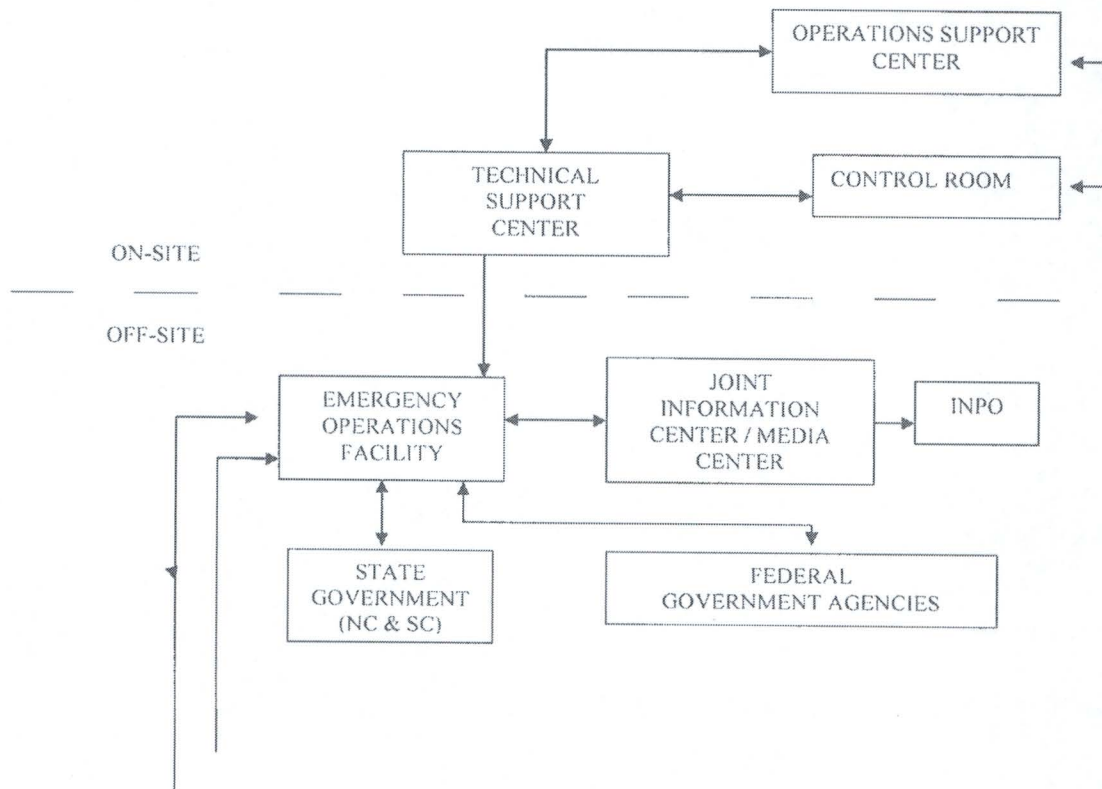 OPERATIONS SUPPORT
CENTER
TECHNICAL
SUPPORT
CENTER
CONTROL ROOM
ON-SITE
OFF-SITE
EMERGENCY
OPERATIONS
FACILITY
JOINT
INFORMATION
CENTER / MEDIA
CENTER
INPO
STATE
GOVERNMENT
(NC & SC)
FEDERAL
GOVERNMENT AGENCIES